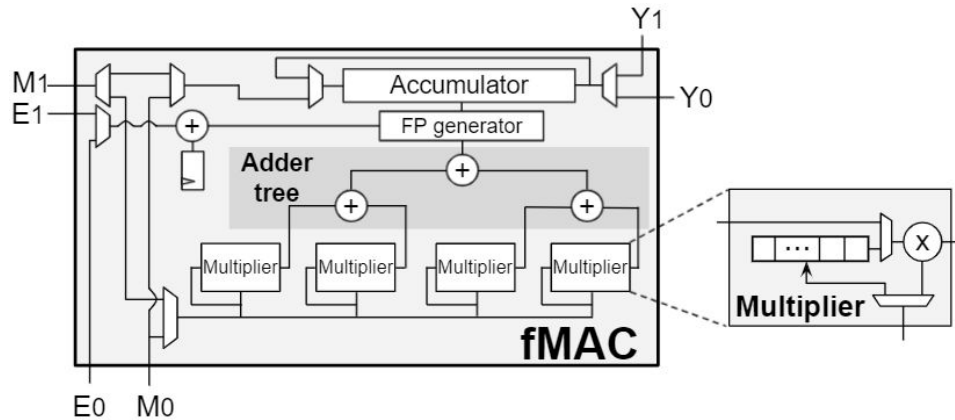 Y1
M1
Accumulator
Y0
E1
FP generator
+
+
Adder
tree
+
+
Multiplier
Multiplier
Multiplier
Multiplier
...
X
Multiplier
fMAC
E0
M0